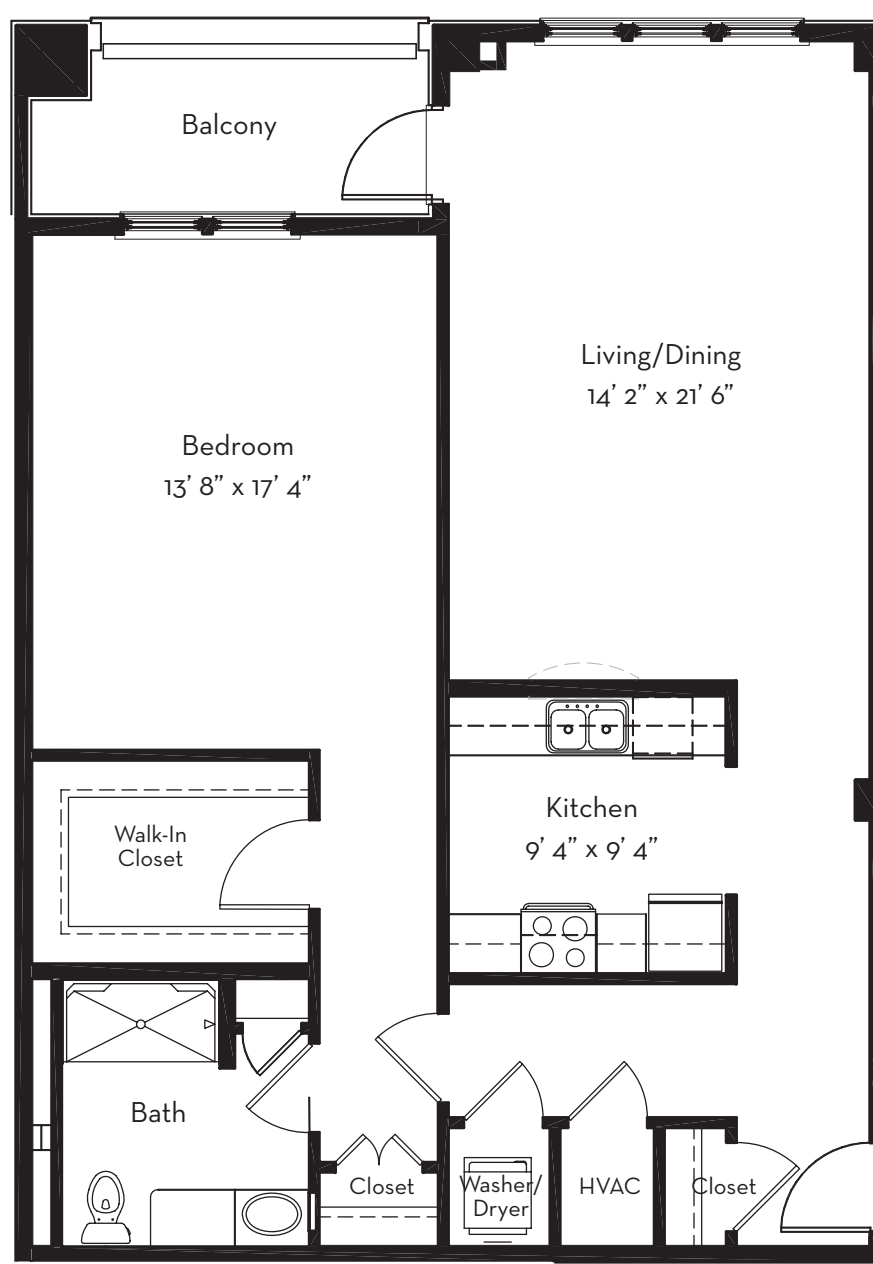 Balcony
Living/Dining
14’ 2” x 21’ 6”
Bedroom
13’ 8” x 17’ 4”
Kitchen
9’ 4” x 9’ 4”
Walk-In
Closet
Bath
Closet
Washer/
Dryer
HVAC
Closet